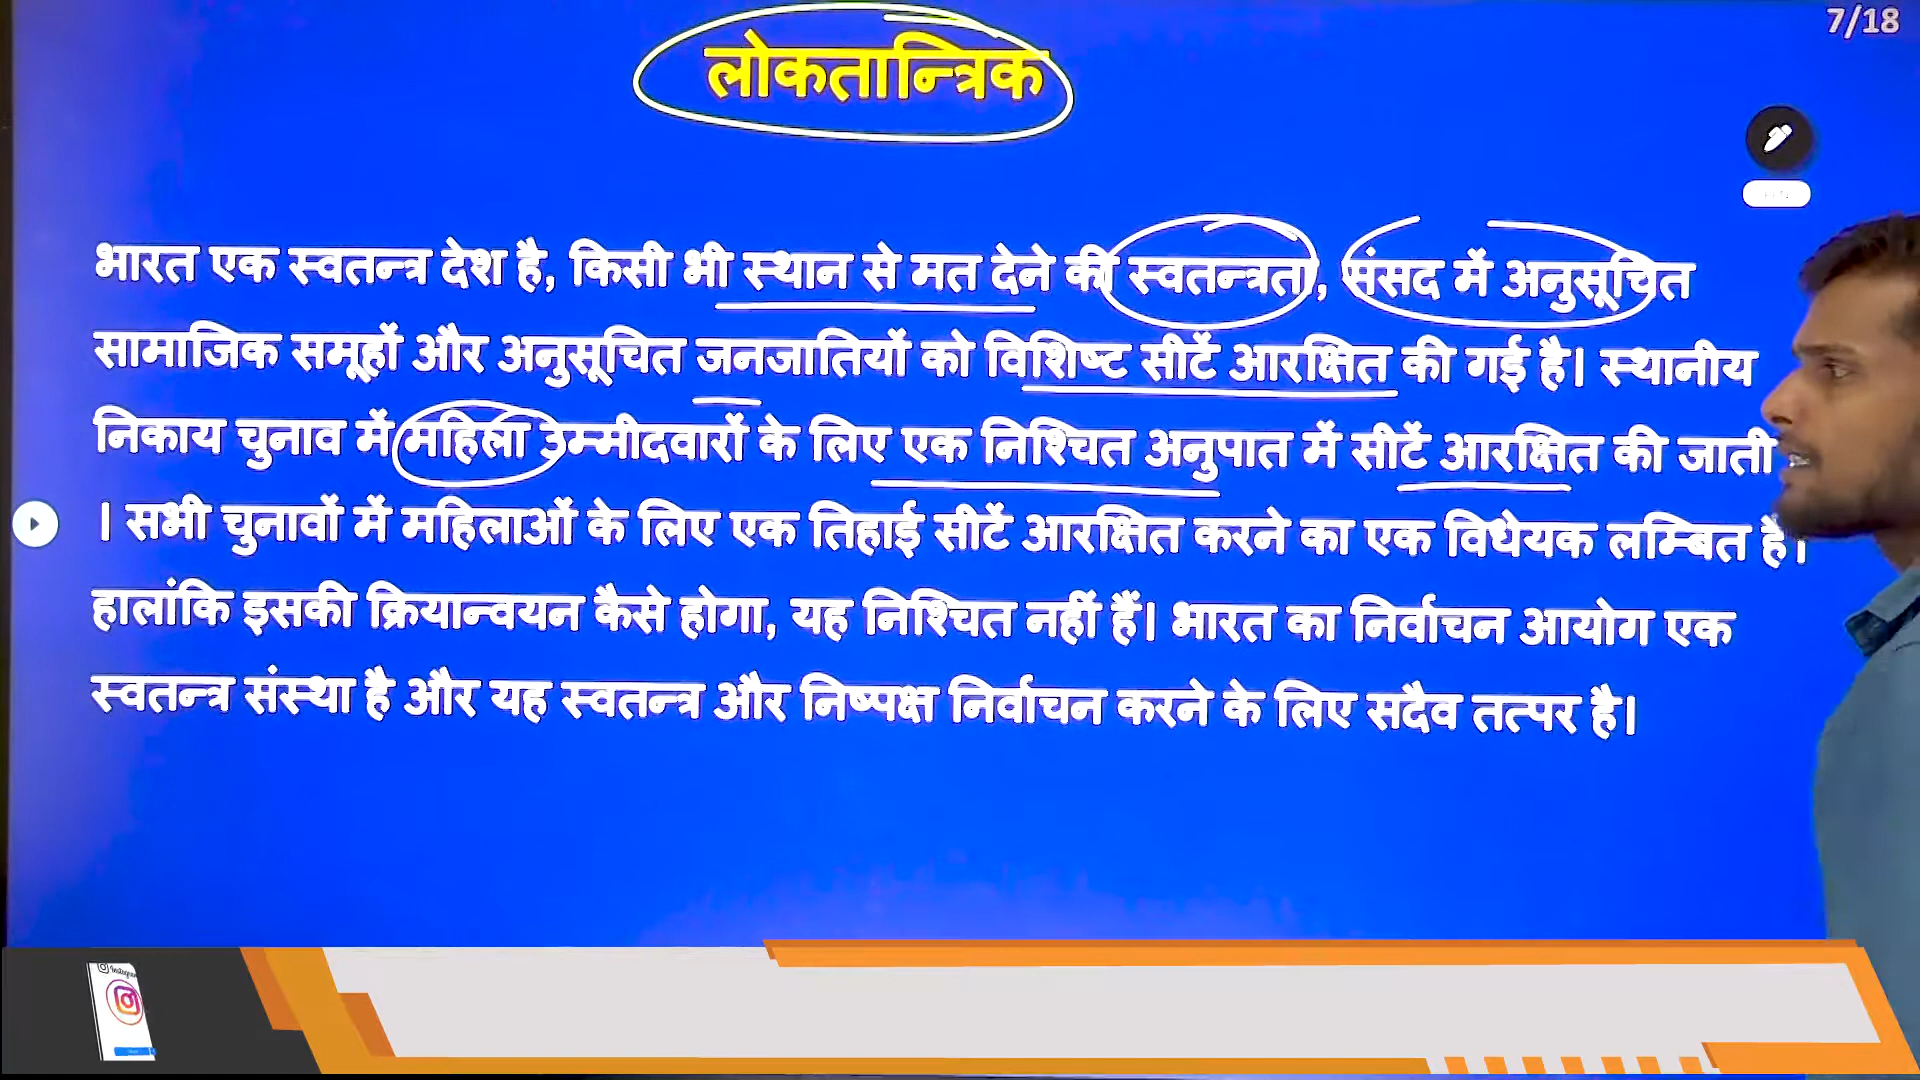 7/18
लोकतान्त्रिक
भारत एक स्वतन्त्र देश है, किसी भी स्थान से मत देने की स्वतन्त्रता, संसद में अनुसूचित
सामाजिक समूहों और अनुसूचित जनजातियों को विशिष्ट सीटें आरक्षित की गई है। स्थानीय
निकाय चुनाव में महिला उम्मीदवारों के लिए एक निश्चित अनुपात में सीटें आरक्षित की जाती
। सभी चुनावों में महिलाओं के लिए एक तिहाई सीटें आरक्षित करने का एक विधेयक लम्बित है।
हालांकि इसकी क्रियान्वयन कैसे होगा, यह निश्चित नहीं हैं। भारत का निर्वाचन आयोग एक
स्वतन्त्र संस्था है और यह स्वतन्त्र और निष्पक्ष निर्वाचन करने के लिए सदैव तत्पर है।
Instagram